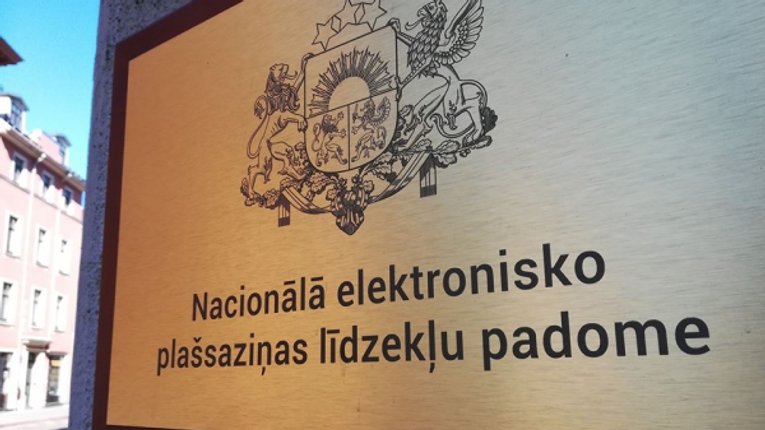 Nacionālā elektronisko
plašsaziņas līdzekļu padome